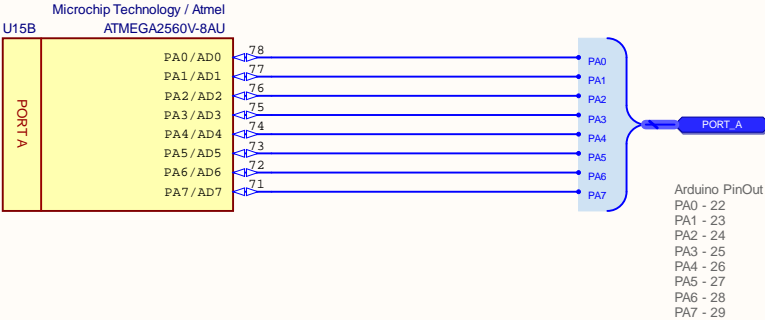 Microchip Technology / Atmel
U15B ATMEGA2560V-8AU
PORT A
PA0/AD0 78 PA0
PA1/AD1 77 PA1
PA2/AD2 76 PA2
PA3/AD3 75 PA3
PA4/AD4 74 PA4
PA5/AD5 73 PA5
PA6/AD6 72 PA6
PA7/AD7 71 PA7
PORT_A
Arduino PinOut
PA0 - 22
PA1 - 23
PA2 - 24
PA3 - 25
PA4 - 26
PA5 - 27
PA6 - 28
PA7 - 29